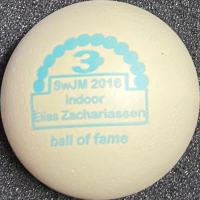 3
SwJM 2016
indoor
Elias Zachariassen
ball of fame